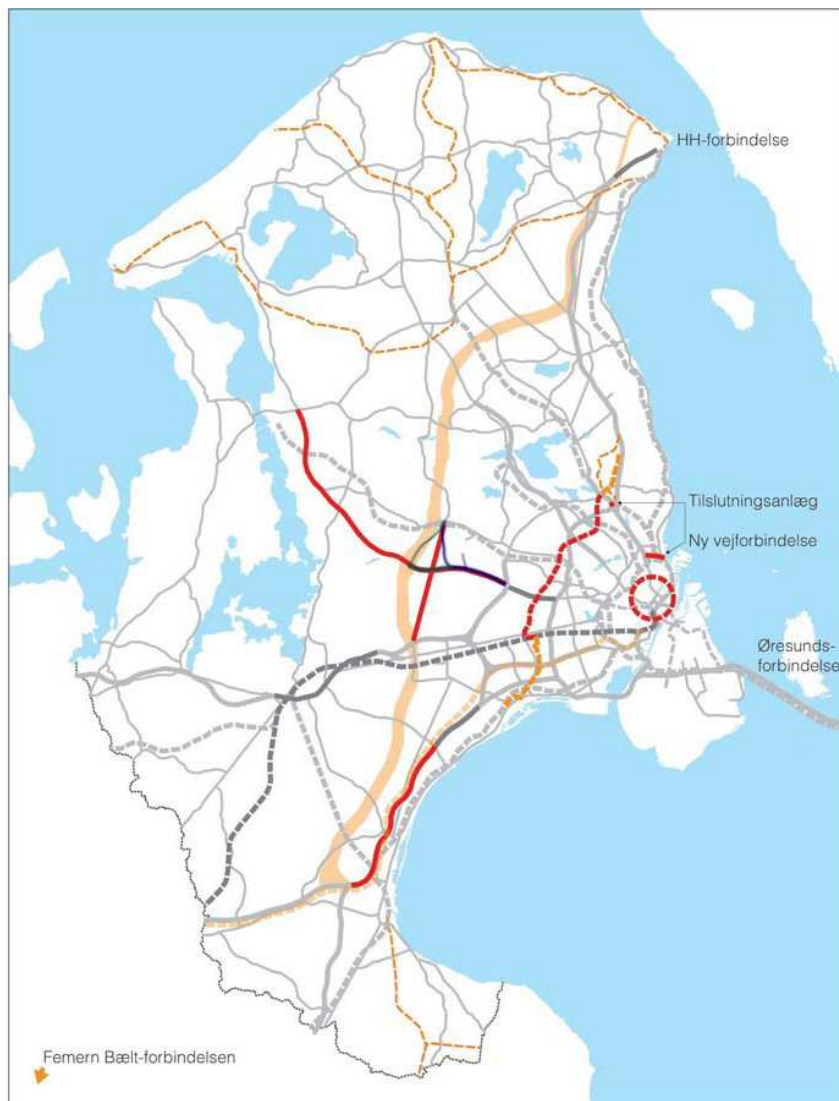 HH-forbindelse
Tilslutningsanlæg
Ny vejforbindelse
Øresunds-
forbindelse
Femern Bælt-forbindelsen